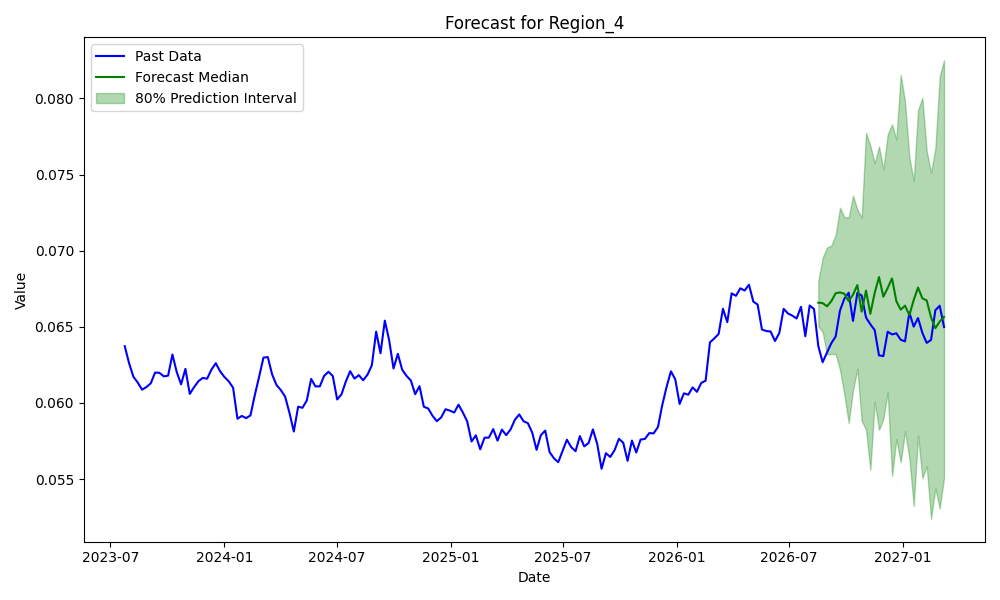 Forecast for Region_4
Past Data
Forecast Median
80% Prediction Interval
Value
0.080
0.075
0.070
0.065
0.060
0.055
2023-07 2024-01 2024-07 2025-01 2025-07 2026-01 2026-07 2027-01
Date